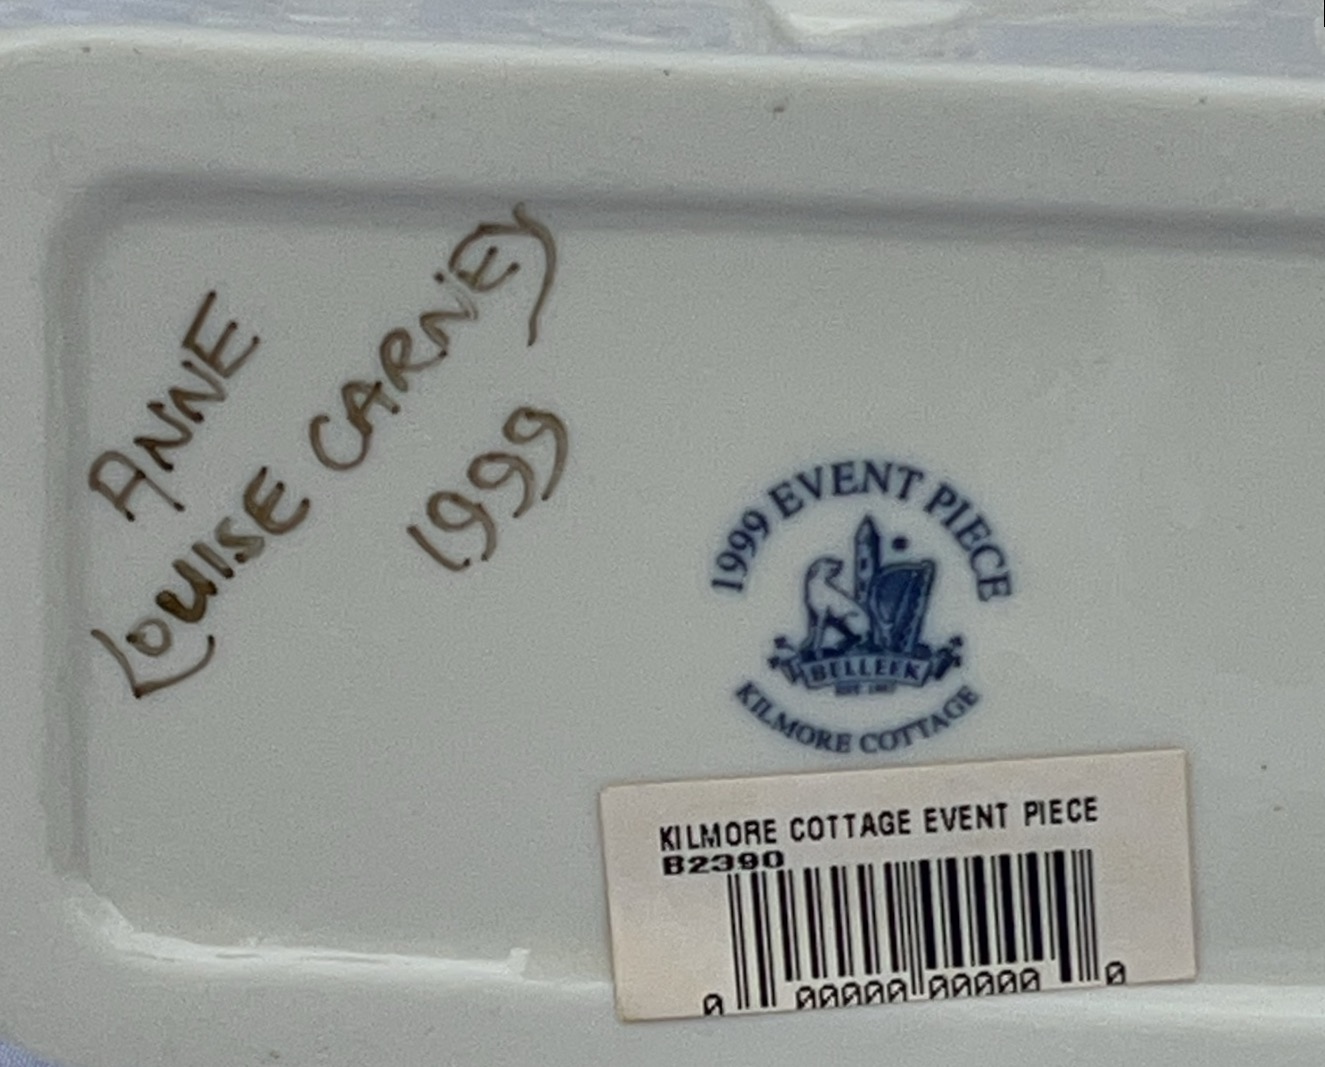 ANNE
LOUISE CARNEY
1999
1999 EVENT PIECE
BELLEEK
KILMORE COTTAGE
KILMORE COTTAGE EVENT PIECE
B2390
0 00000 00000 0